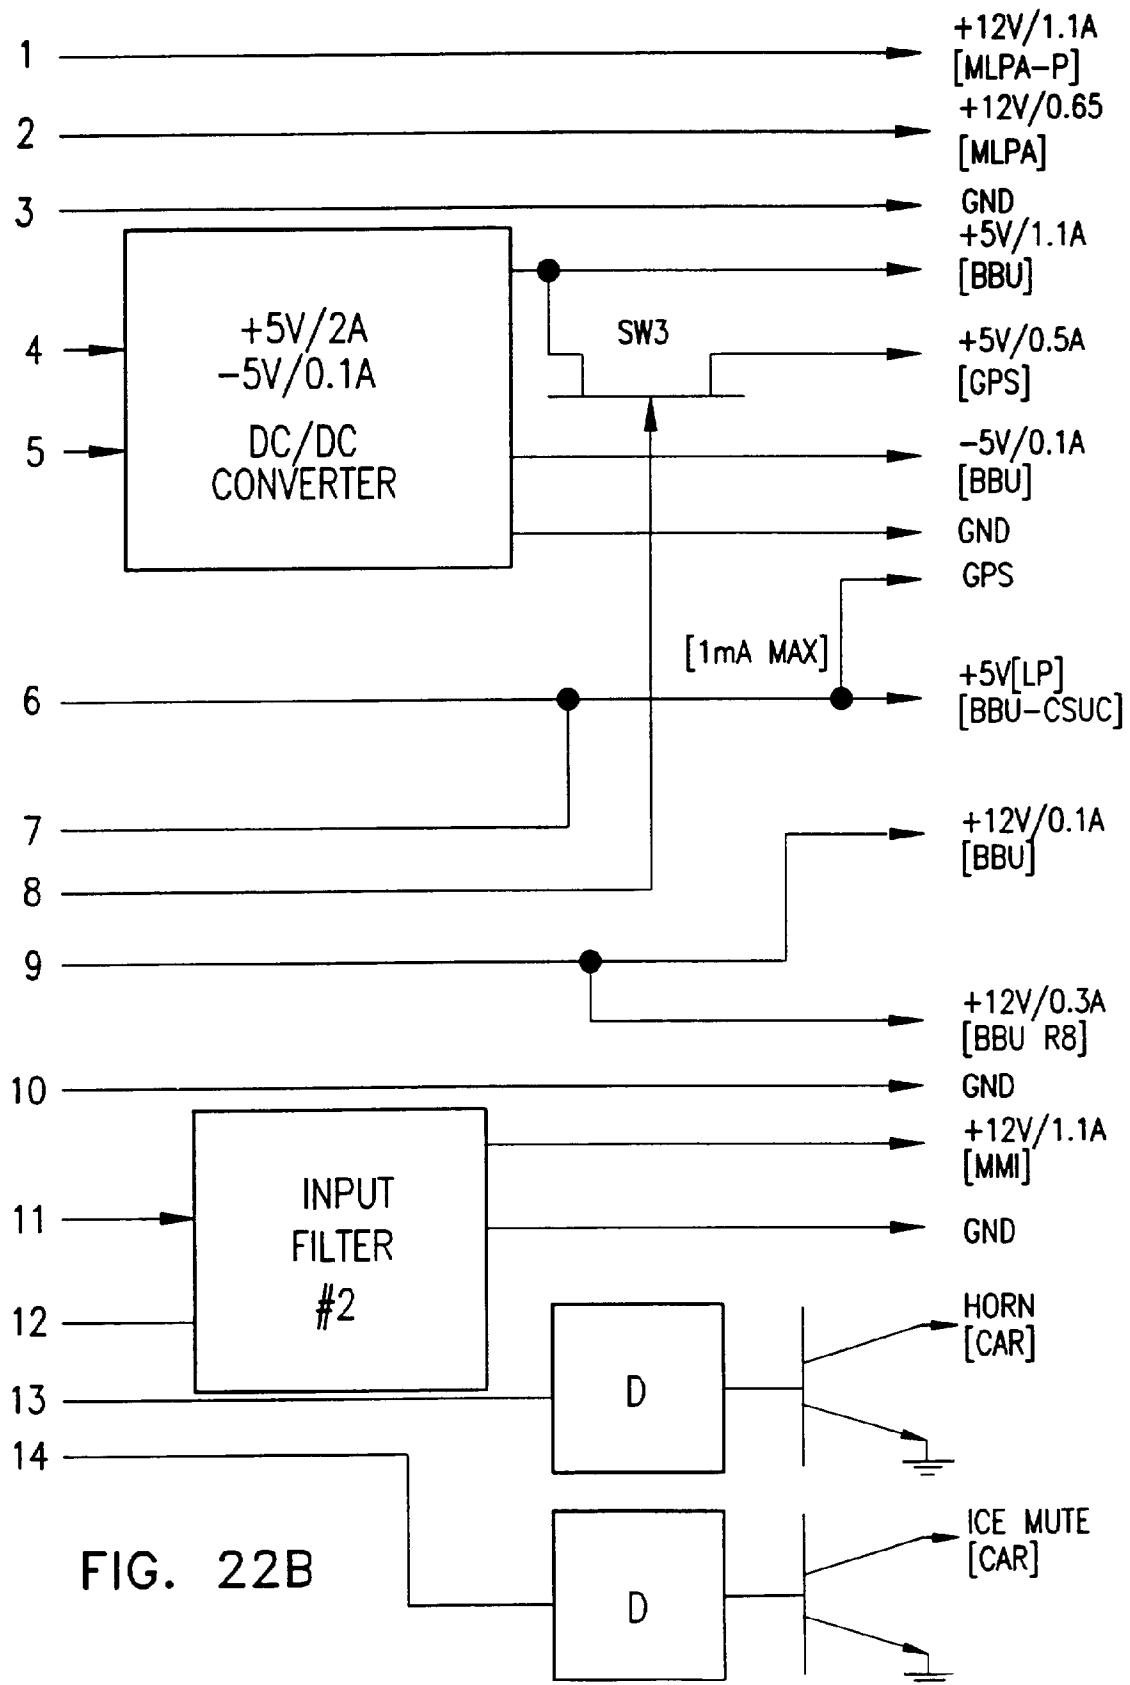 1
+12V/1.1A
[MLPA-P]
2
+12V/0.65
[MLPA]
3
GND
+5V/1.1A
[BBU]
+5V/2A
-5V/0.1A
DC/DC
CONVERTER
SW3
4
+5V/0.5A
[GPS]
5
-5V/0.1A
[BBU]
GND
GPS
[1mA MAX]
6
+5V[LP]
[BBU-CSUC]
7
+12V/0.1A
[BBU]
8
9
+12V/0.3A
[BBU R8]
10
GND
+12V/1.1A
[MMI]
11
INPUT
FILTER
#2
GND
12
HORN
[CAR]
13
D
14
ICE MUTE
[CAR]
D
FIG. 22B